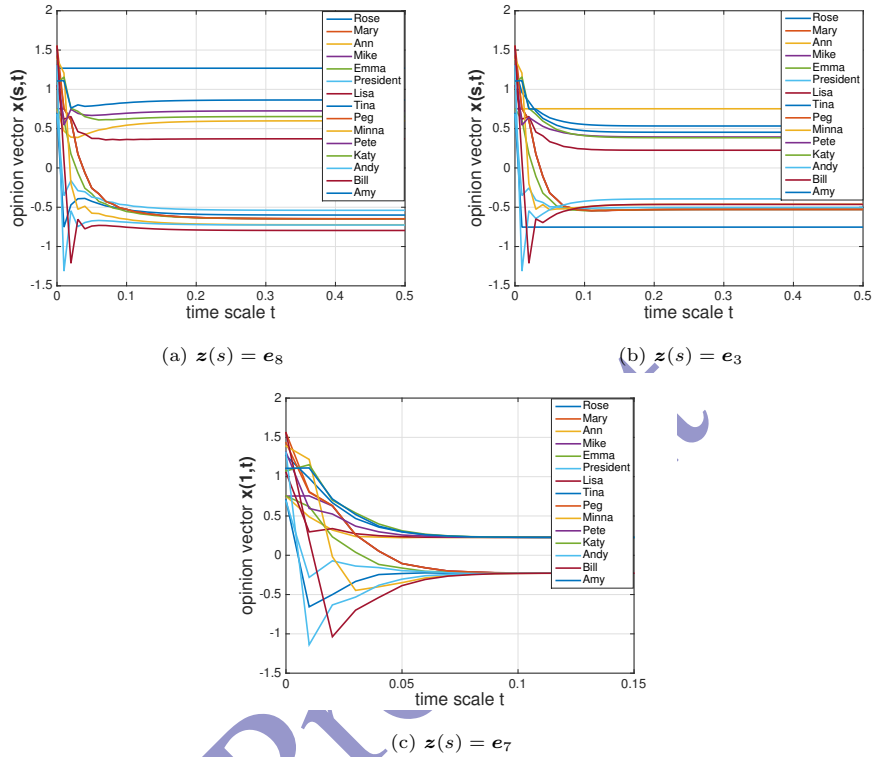 2
1.5
1
0.5
0
-0.5
-1
-1.5
0
0.1
0.2
0.3
0.4
0.5
opinion vector x(s,t)
time scale t
Rose
Mary
Ann
Mike
Emma
President
Lisa
Tina
Peg
Minna
Pete
Katy
Andy
Bill
Amy
(a) z(s) = e8
2
1.5
1
0.5
0
-0.5
-1
-1.5
0
0.1
0.2
0.3
0.4
0.5
opinion vector x(s,t)
time scale t
Rose
Mary
Ann
Mike
Emma
President
Lisa
Tina
Peg
Minna
Pete
Katy
Andy
Bill
Amy
(b) z(s) = e3
2
1.5
1
0.5
0
-0.5
-1
-1.5
0
0.05
0.1
0.15
opinion vector x(1,t)
time scale t
Rose
Mary
Ann
Mike
Emma
President
Lisa
Tina
Peg
Minna
Pete
Katy
Andy
Bill
Amy
(c) z(s) = e7